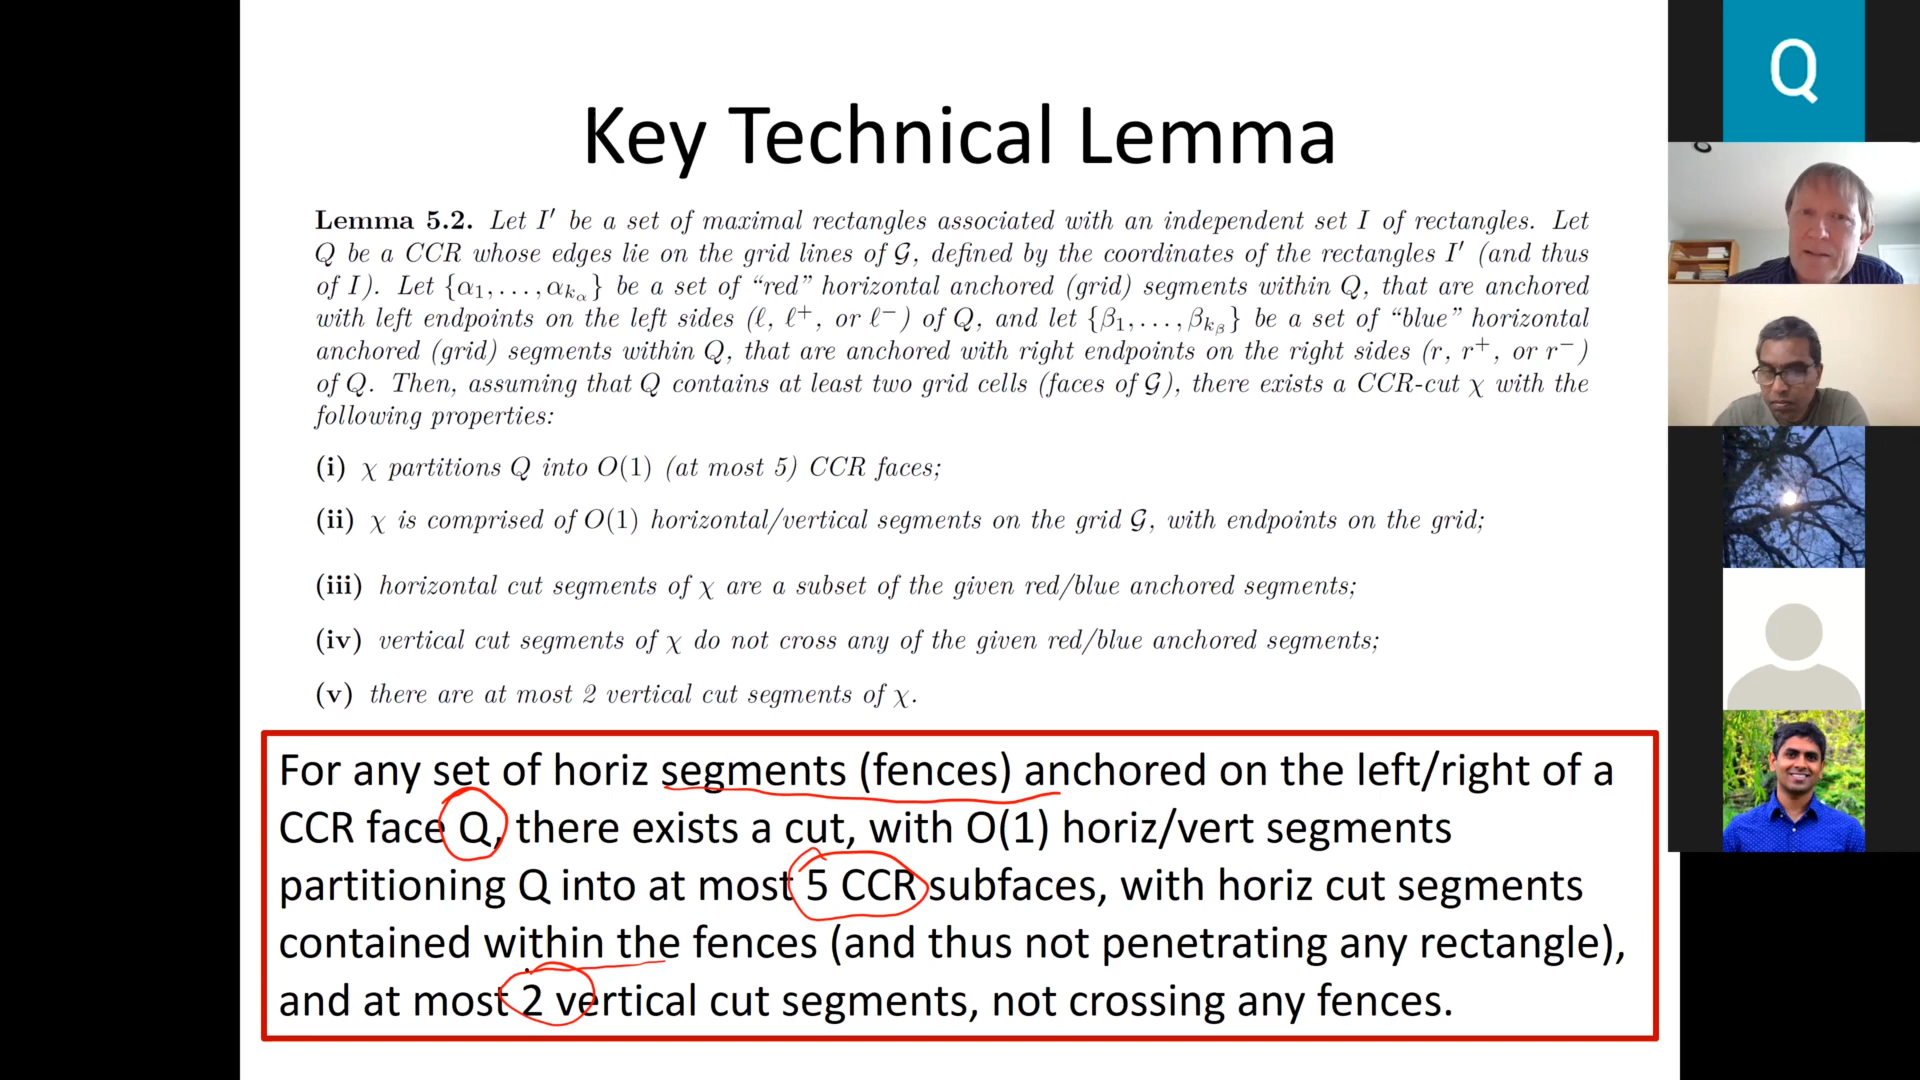 Key Technical Lemma
Lemma 5.2. Let I′ be a set of maximal rectangles associated with an independent set I of rectangles. Let
Q be a CCR whose edges lie on the grid lines of 𝒢, defined by the coordinates of the rectangles I′ (and thus
of I). Let {α₁, . . . , αₖ_α} be a set of “red” horizontal anchored (grid) segments within Q, that are anchored
with left endpoints on the left sides (ℓ, ℓ⁺, or ℓ⁻) of Q, and let {β₁, . . . , βₖ_β} be a set of “blue” horizontal
anchored (grid) segments within Q, that are anchored with right endpoints on the right sides (r, r⁺, or r⁻)
of Q. Then, assuming that Q contains at least two grid cells (faces of 𝒢), there exists a CCR-cut χ with the
following properties:
(i) χ partitions Q into O(1) (at most 5) CCR faces;
(ii) χ is comprised of O(1) horizontal/vertical segments on the grid 𝒢, with endpoints on the grid;
(iii) horizontal cut segments of χ are a subset of the given red/blue anchored segments;
(iv) vertical cut segments of χ do not cross any of the given red/blue anchored segments;
(v) there are at most 2 vertical cut segments of χ.
For any set of horiz segments (fences) anchored on the left/right of a
CCR face Q, there exists a cut, with O(1) horiz/vert segments
partitioning Q into at most 5 CCR subfaces, with horiz cut segments
contained within the fences (and thus not penetrating any rectangle),
and at most 2 vertical cut segments, not crossing any fences.
Q